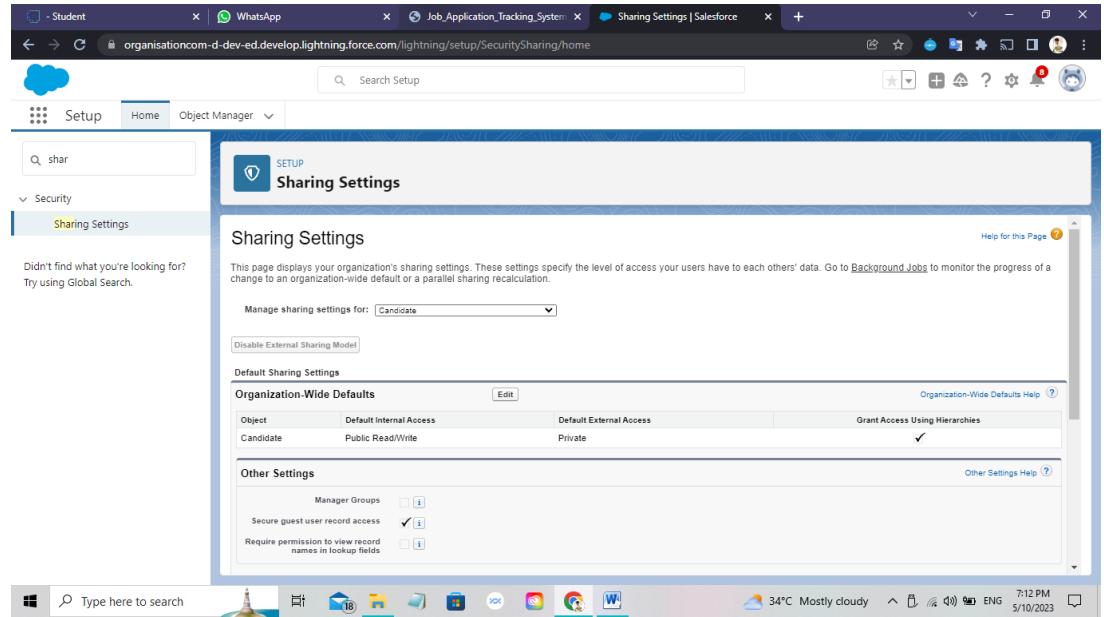 - Student
WhatsApp
Job_Application_Tracking_System
Sharing Settings | Salesforce
organisationcom-d-dev-ed.develop.lightning.force.com/lightning/setup/SecuritySharing/home
Search Setup
8
Setup
Home
Object Manager
shar
Security
Sharing Settings
Didn't find what you're looking for?
Try using Global Search.
SETUP
Sharing Settings
Sharing Settings
Help for this Page
This page displays your organization's sharing settings. These settings specify the level of access your users have to each others' data. Go to Background Jobs to monitor the progress of a
change to an organization-wide default or a parallel sharing recalculation.
Manage sharing settings for: Candidate
Disable External Sharing Model
Default Sharing Settings
Organization-Wide Defaults Edit Organization-Wide Defaults Help ?
Object Default Internal Access Default External Access Grant Access Using Hierarchies
Candidate Public Read/Write Private
Other Settings Other Settings Help ?
Manager Groups i
Secure guest user record access i
Require permission to view record
names in lookup fields i
Type here to search
18
34°C Mostly cloudy
ENG
7:12 PM
5/10/2023